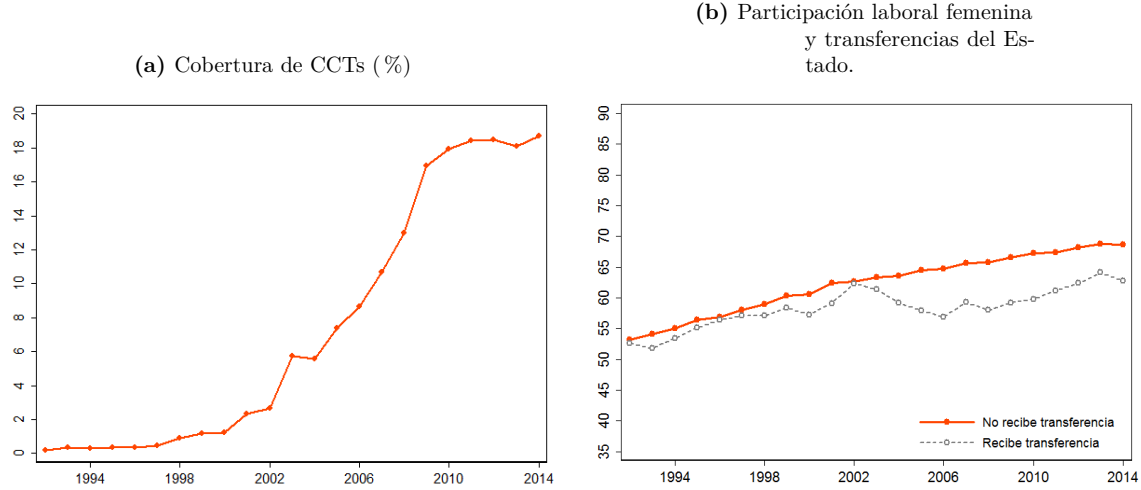 (a) Cobertura de CCTs (%)
20
18
16
14
12
10
8
6
4
2
0
1994 1998 2002 2006 2010 2014
(b) Participación laboral femenina
y transferencias del Es-
tado.
90
85
80
75
70
65
60
55
50
45
40
35
No recibe transferencia
Recibe transferencia
1994 1998 2002 2006 2010 2014